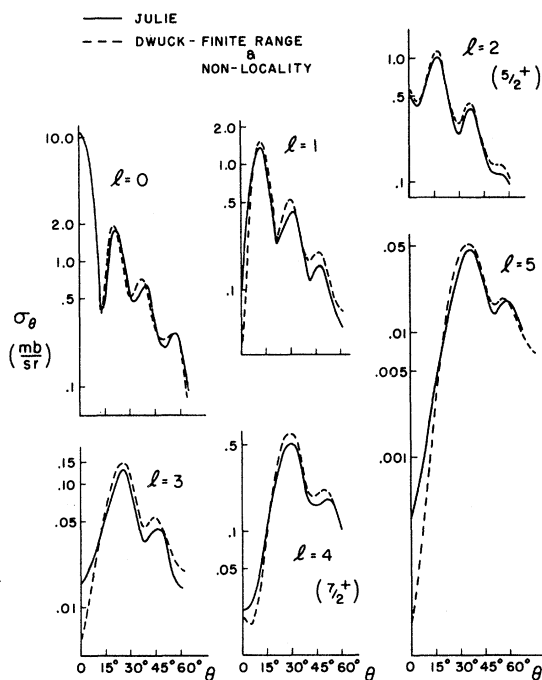 JULIE
DWUCK - FINITE RANGE
&
NON-LOCALITY
ℓ=2
(5/2+)
1.0
.5
.1
10.0
2.0
1.0
.5
.1
ℓ=0
σθ
(mb/sr)
2.0
1.0
.5
.1
ℓ=1
.05
.01
.005
.001
ℓ=5
.15
.10
.05
.01
ℓ=3
.5
.1
.05
ℓ=4
(7/2+)
0 15° 30° 45° 60° θ
0 15° 30° 45° 60° θ
0 15° 30° 45° 60° θ